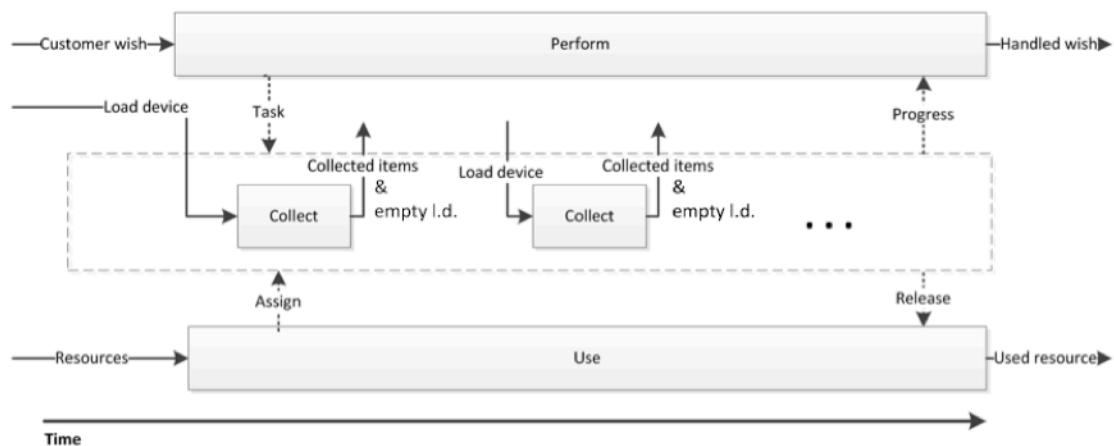 Customer wish
Perform
Handled wish
Load device
Task
Progress
Collected items
&
empty l.d.
Load device
Collected items
&
empty l.d.
Collect
Collect
. . .
Assign
Release
Resources
Use
Used resource
Time